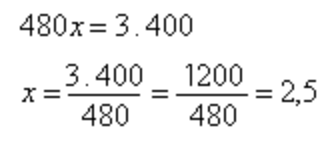 480x = 3.400
x = 3.400/480 = 1200/480 = 2,5